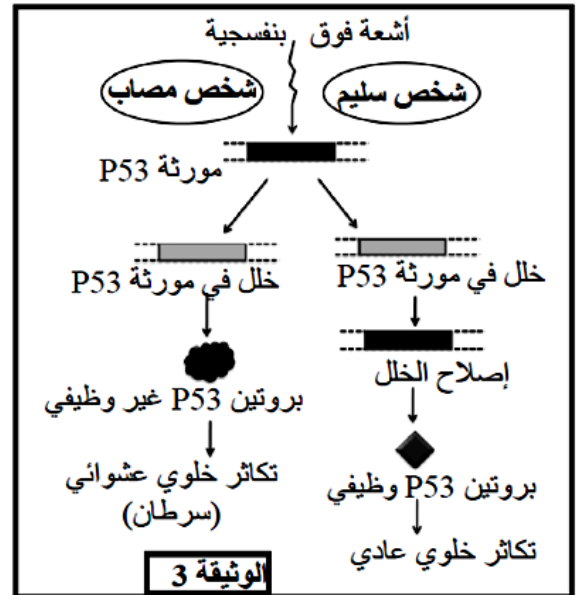 أشعة فوق بنفسجية
شخص سليم
شخص مصاب
مورثة P53
خلل في مورثة P53
خلل في مورثة P53
إصلاح الخلل
بروتين P53 غير وظيفي
بروتين P53 وظيفي
تكاثر خلوي عشوائي
(سرطان)
تكاثر خلوي عادي
الوثيقة 3